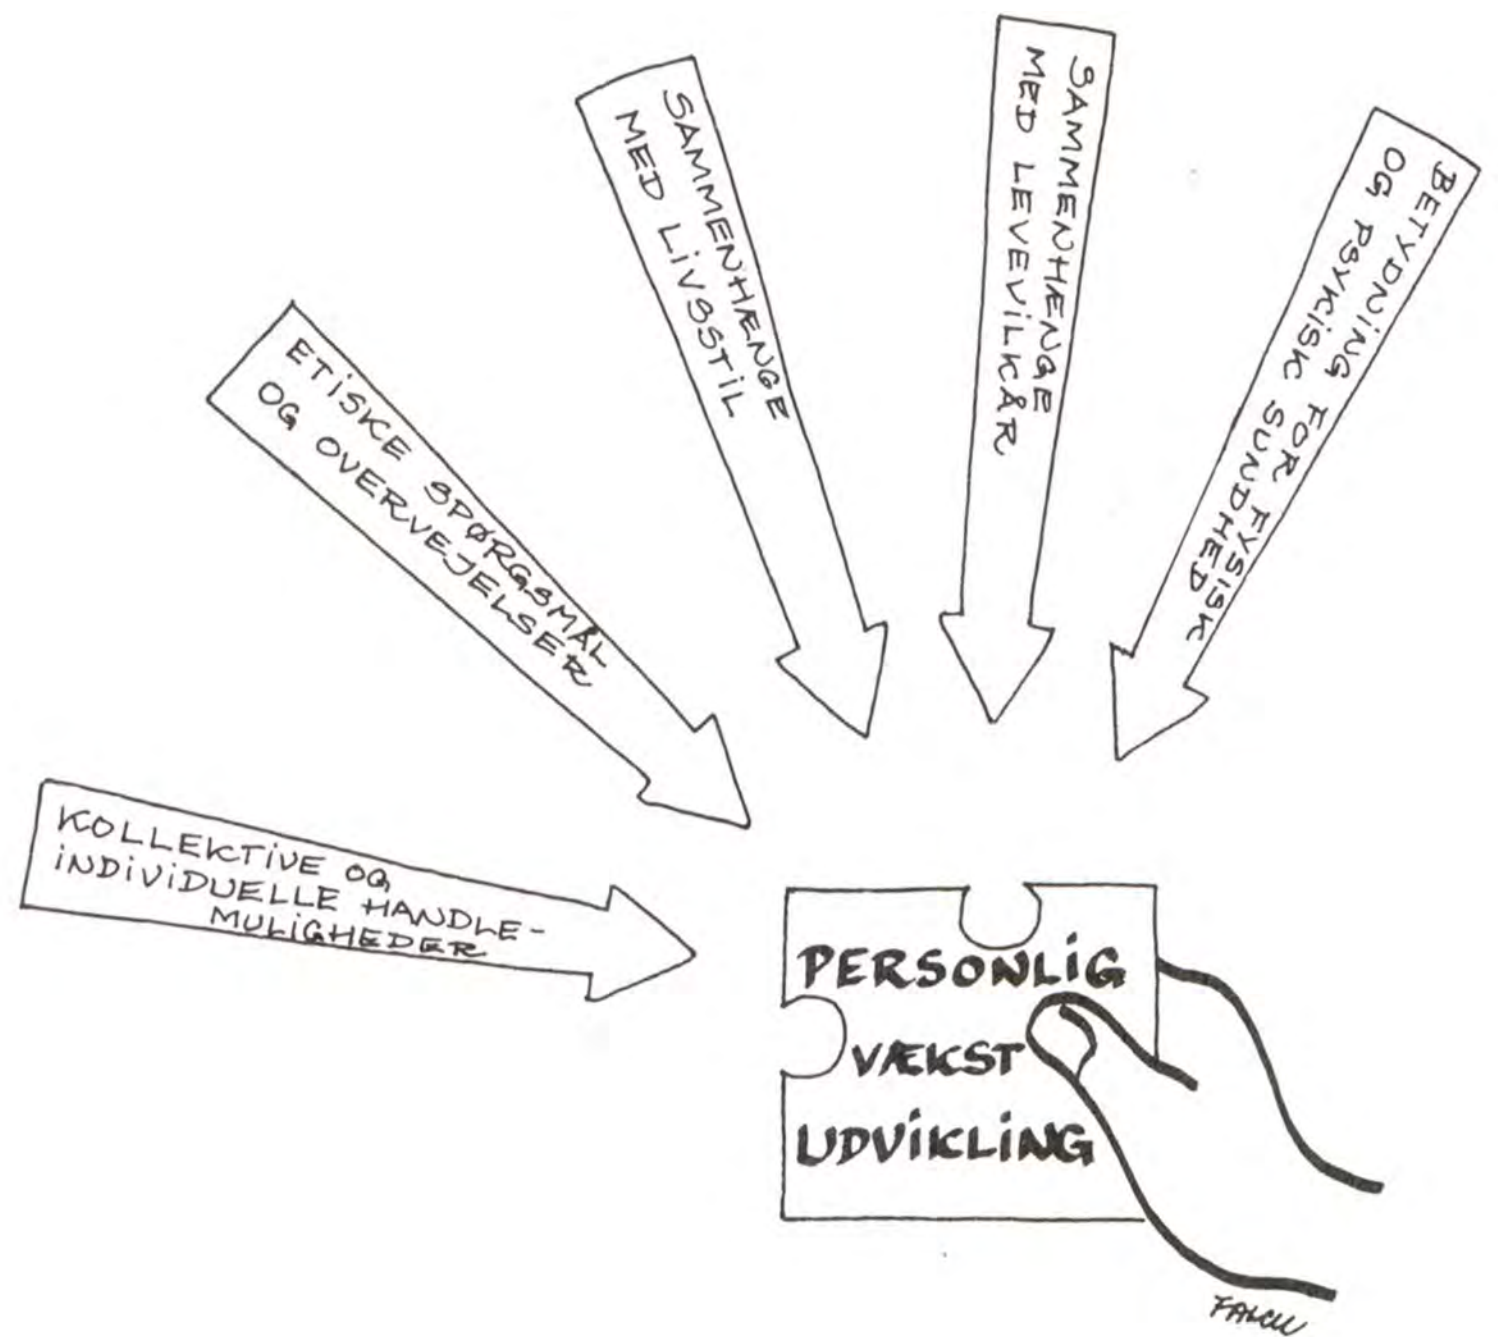 SAMMENHÆNGE
MED LIVSSTIL
SAMMENHÆNGE
MED LEVEVILKÅR
BETYDNING FOR FYSISK
OG PSYKISK SUNDHED
ETISKE SPØRGSMÅL
OG OVERVEJELSER
KOLLEKTIVE OG
INDIVIDUELLE HANDLE-
MULIGHEDER
PERSONLIG
VÆKST
UDVIKLING